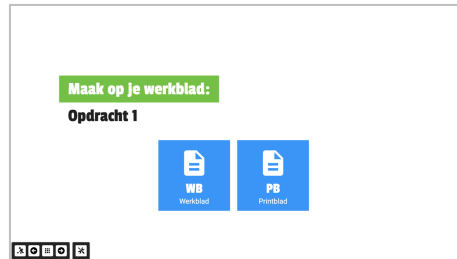 Maak op je werkblad:
Opdracht 1
WB
Werkblad
PB
Printblad